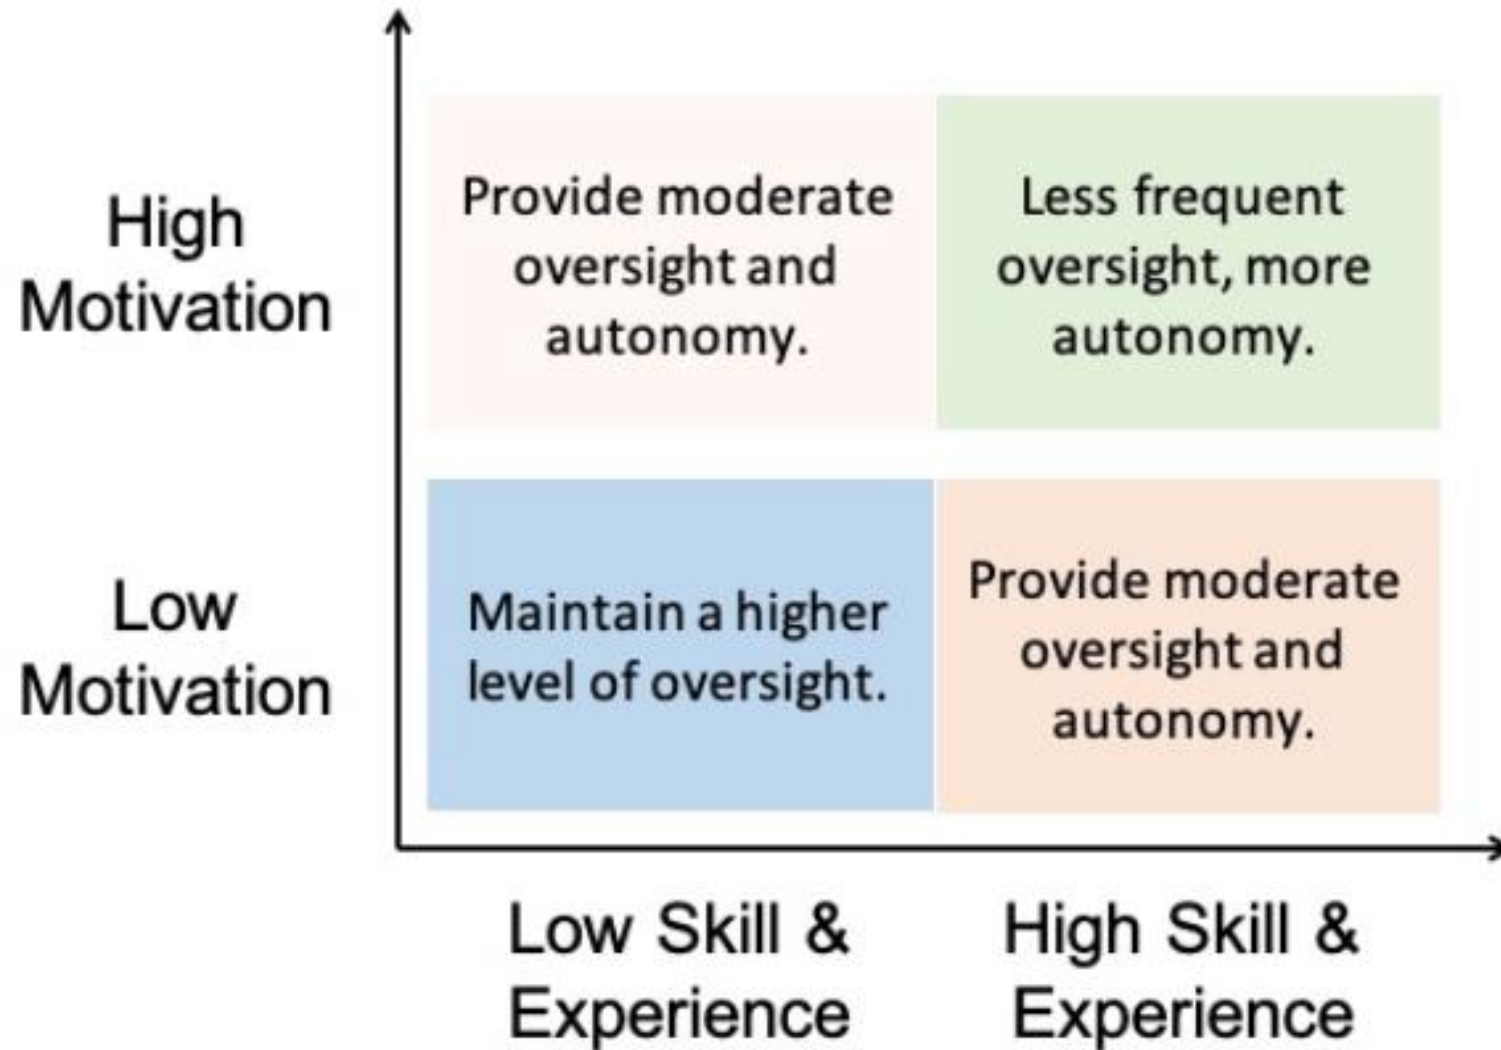 High
Motivation
Provide moderate
oversight and
autonomy.
Less frequent
oversight, more
autonomy.
Low
Motivation
Maintain a higher
level of oversight.
Provide moderate
oversight and
autonomy.
Low Skill &
Experience
High Skill &
Experience